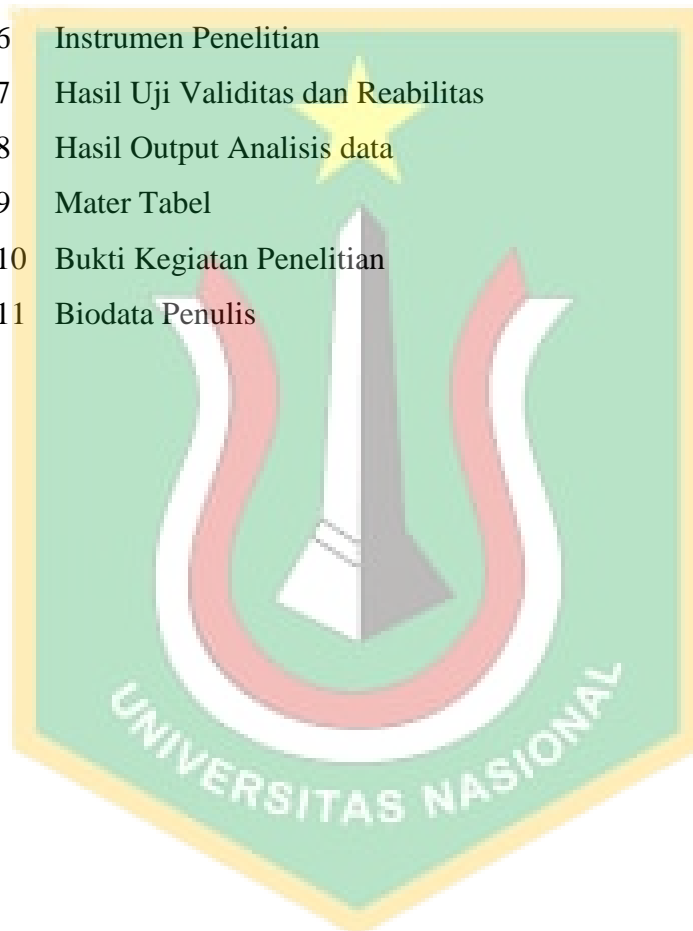 6 Instrumen Penelitian
7 Hasil Uji Validitas dan Reabilitas
8 Hasil Output Analisis data
9 Mater Tabel
10 Bukti Kegiatan Penelitian
11 Biodata Penulis
UNIVERSITAS NASIONAL